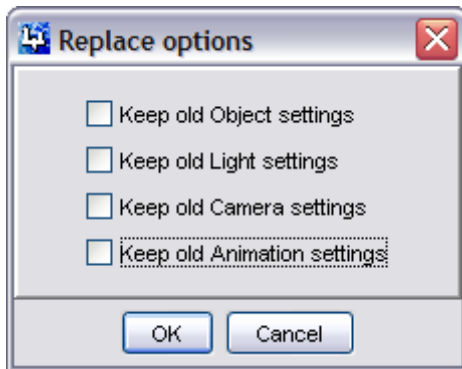 Replace options
Keep old Object settings
Keep old Light settings
Keep old Camera settings
Keep old Animation settings
OK Cancel